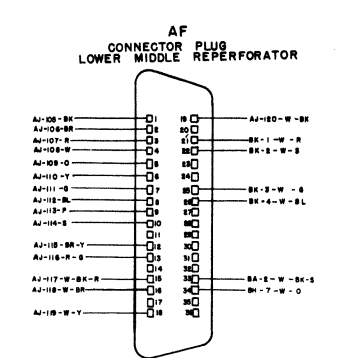 AF
CONNECTOR PLUG
LOWER MIDDLE REPERFORATOR
AJ-105-BK 1 19 AJ-120-W-BK
AJ-106-BR 2 20
AJ-107-R 3 21 BK-1-W-R
AJ-108-W 4 22 BK-2-W-S
AJ-109-O 5 23
AJ-110-Y 6 24
AJ-111-G 7 25 BK-3-W-G
AJ-112-BL 8 26 BK-4-W-BL
AJ-113-P 9 27
AJ-114-S 10 28
11 29
AJ-115-BR-Y 12 30
AJ-116-R-G 13 31
14 32
AJ-117-W-BK-R 15 33 BA-2-W-BK-S
AJ-118-W-BR 16 34 BH-7-W-O
17 35
AJ-119-W-Y 18 36